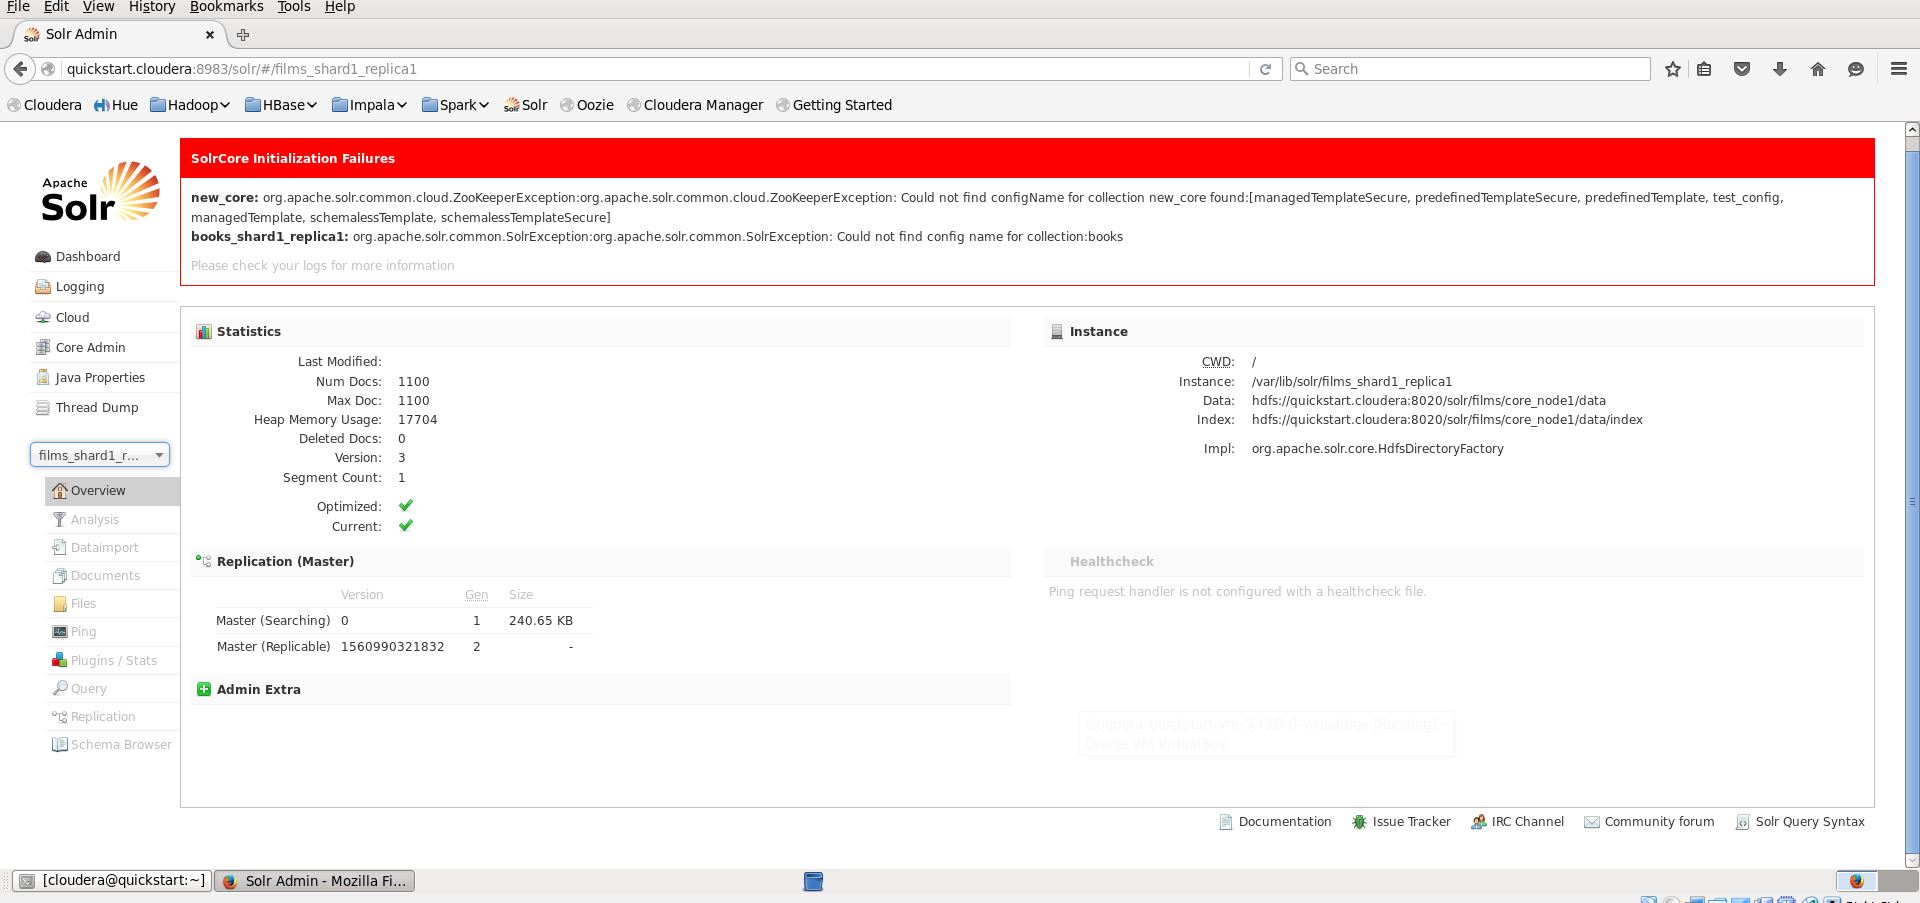 File Edit View History Bookmarks Tools Help
Solr Admin
quickstart.cloudera:8983/solr/#/films_shard1_replica1
Search
Cloudera Hue Hadoop HBase Impala Spark Solr Oozie Cloudera Manager Getting Started
Apache
Solr
Dashboard
Logging
Cloud
Core Admin
Java Properties
Thread Dump
films_shard1_r...
Overview
Analysis
Dataimport
Documents
Files
Ping
Plugins / Stats
Query
Replication
Schema Browser
SolrCore Initialization Failures
new_core: org.apache.solr.common.cloud.ZooKeeperException:org.apache.solr.common.cloud.ZooKeeperException: Could not find configName for collection new_core found:[managedTemplateSecure, predefinedTemplateSecure, predefinedTemplate, test_config,
managedTemplate, schemalessTemplate, schemalessTemplateSecure]
books_shard1_replica1: org.apache.solr.common.SolrException:org.apache.solr.common.SolrException: Could not find config name for collection:books
Please check your logs for more information
Statistics
Last Modified:
Num Docs: 1100
Max Doc: 1100
Heap Memory Usage: 17704
Deleted Docs: 0
Version: 3
Segment Count: 1
Optimized:
Current:
Instance
CWD: /
Instance: /var/lib/solr/films_shard1_replica1
Data: hdfs://quickstart.cloudera:8020/solr/films/core_node1/data
Index: hdfs://quickstart.cloudera:8020/solr/films/core_node1/data/index
Impl: org.apache.solr.core.HdfsDirectoryFactory
Replication (Master)
Version Gen Size
Master (Searching) 0 1 240.65 KB
Master (Replicable) 1560990321832 2 -
Healthcheck
Ping request handler is not configured with a healthcheck file.
Admin Extra
cloudera-quickstart-vm-5.13.0-0-virtualbox [Running] -
Oracle VM VirtualBox
Documentation Issue Tracker IRC Channel Community forum Solr Query Syntax
[cloudera@quickstart:~] Solr Admin - Mozilla Fi...